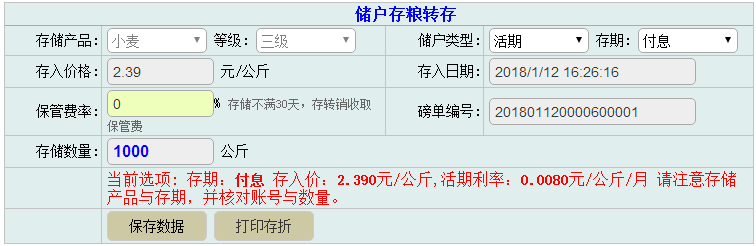 储户存粮转存
存储产品: 小麦 等级: 三级 储户类型: 活期 存期: 付息
存入价格: 2.39 元/公斤 存入日期: 2018/1/12 16:26:16
保管费率: 0 % 存储不满30天，存转销收取
保管费
磅单编号: 201801120000600001
存储数量: 1000 公斤
当前选项: 存期: 付息 存入价: 2.390元/公斤,活期利率: 0.0080元/公斤/月 请注意存储
产品与存期，并核对账号与数量。
保存数据 打印存折